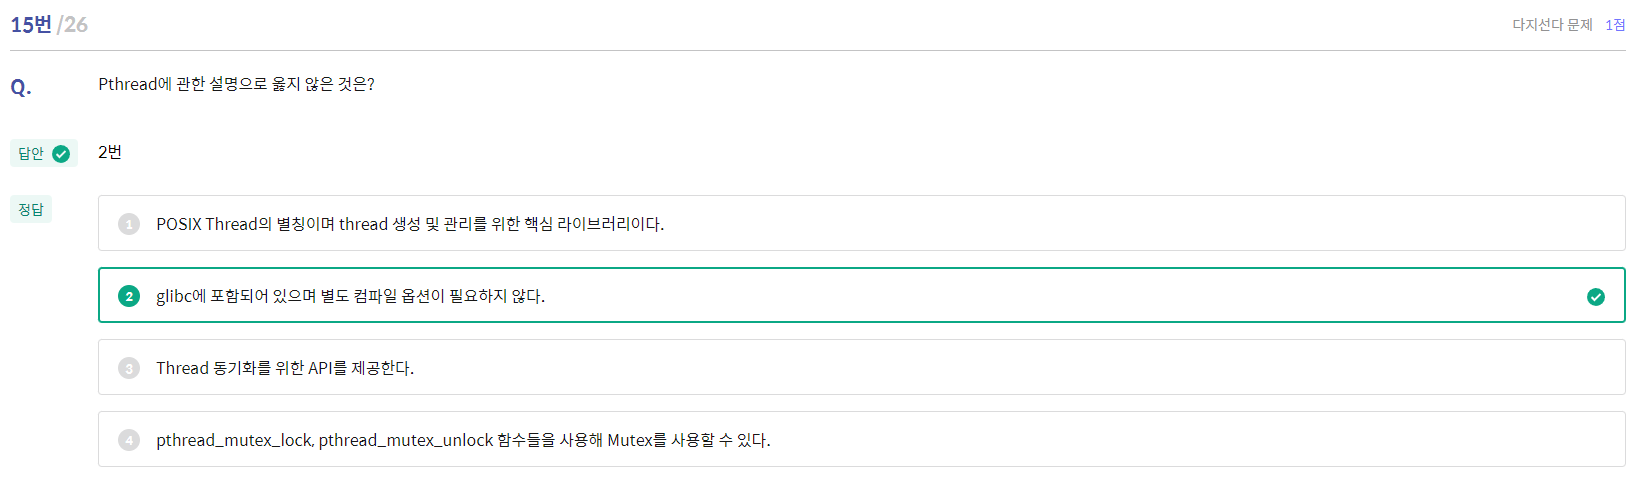 15번 /26
다지선다 문제 1점
Q. Pthread에 관한 설명으로 옳지 않은 것은?
답안 2번
정답
1 POSIX Thread의 별칭이며 thread 생성 및 관리를 위한 핵심 라이브러리이다.
2 glibc에 포함되어 있으며 별도 컴파일 옵션이 필요하지 않다.
3 Thread 동기화를 위한 API를 제공한다.
4 pthread_mutex_lock, pthread_mutex_unlock 함수들을 사용해 Mutex를 사용할 수 있다.